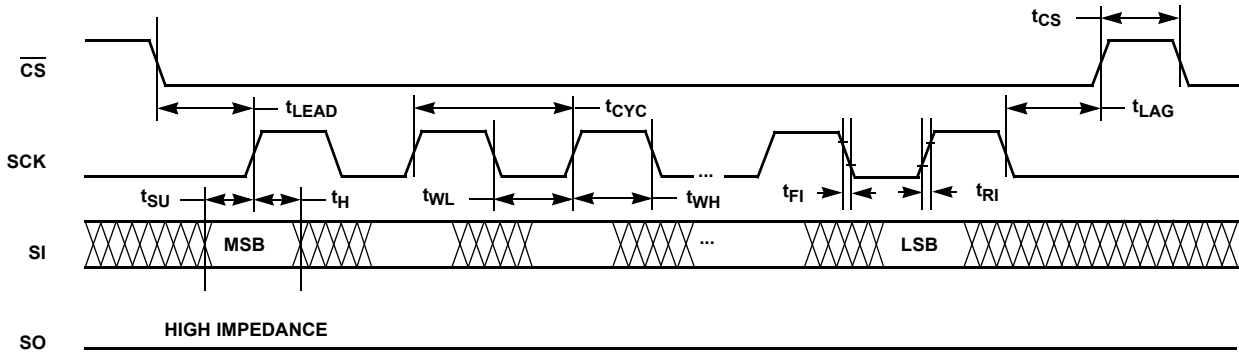 tCS
CS
tLEAD
tCYC
tLAG
SCK
...
tSU
tH
tWL
tWH
tFI
tRI
SI
MSB
...
LSB
HIGH IMPEDANCE
SO